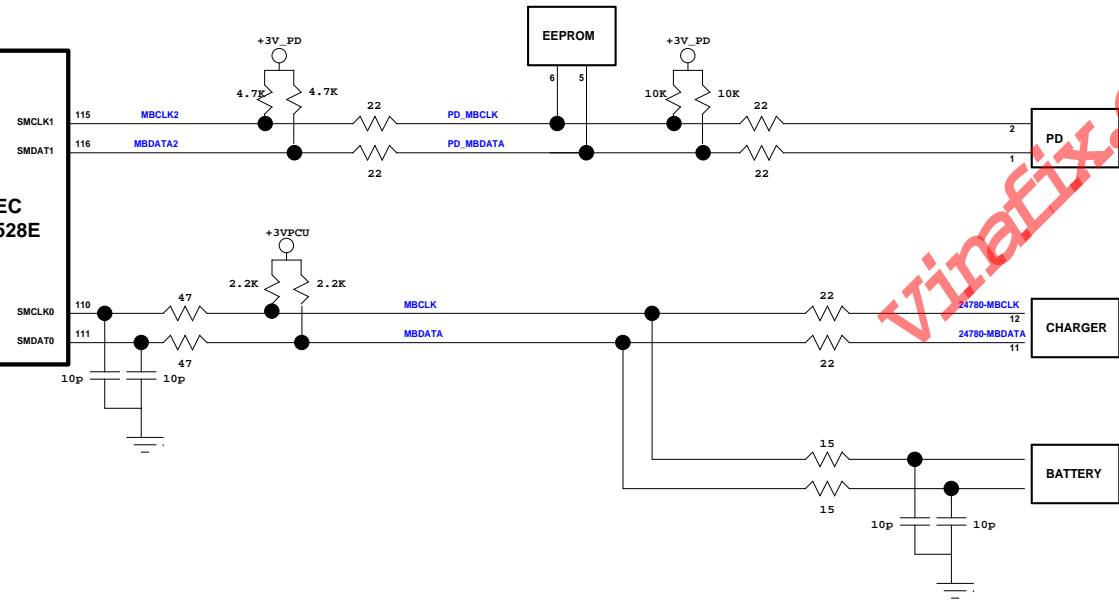 EEPROM
+3V_PD
+3V_PD
6 5
4.7K 4.7K
10K 10K
22
22
SMCLK1 115 MBCLK2 PD_MBCLK 2
PD
SMDAT1 116 MBDATA2 PD_MBDATA 1
22
22
EC
528E
+3VPCU
2.2K 2.2K
SMCLK0 110 47 MBCLK 22 24780-MBCLK 12
CHARGER
SMDAT0 111 MBDATA 24780-MBDATA 11
47
22
10p 10p
15
BATTERY
15
10p 10p
Vinafix.